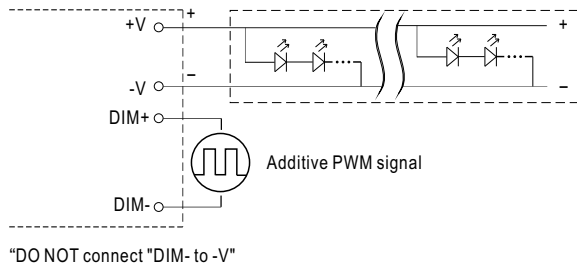 +V
+
+
-V
−
−
DIM+
Additive PWM signal
DIM-
“DO NOT connect "DIM- to -V"